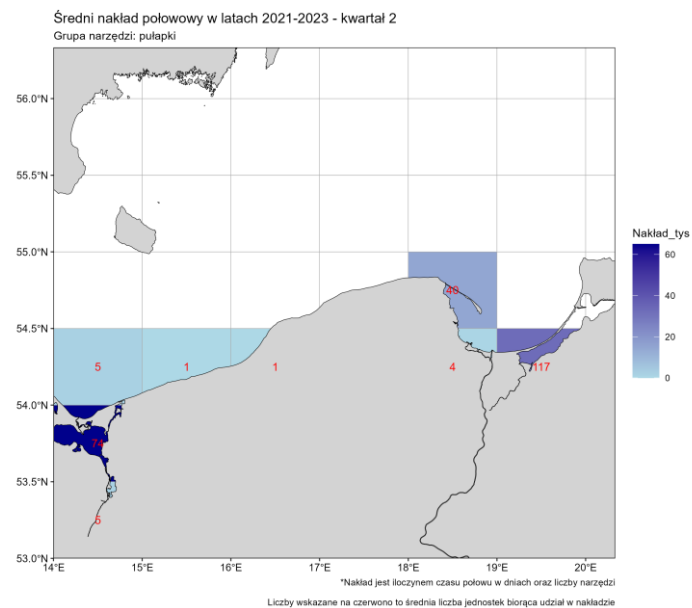 Średni nakład połowowy w latach 2021-2023 - kwartał 2
Grupa narzędzi: pułapki
56.0°N
55.5°N
55.0°N
54.5°N
54.0°N
53.5°N
53.0°N
49
5
1
1
4
117
74
5
14°E
15°E
16°E
17°E
18°E
19°E
20°E
Nakład_tys
60
40
20
0
*Nakład jest iloczynem czasu połowu w dniach oraz liczby narzędzi
Liczby wskazane na czerwono to średnia liczba jednostek biorąca udział w nakładzie